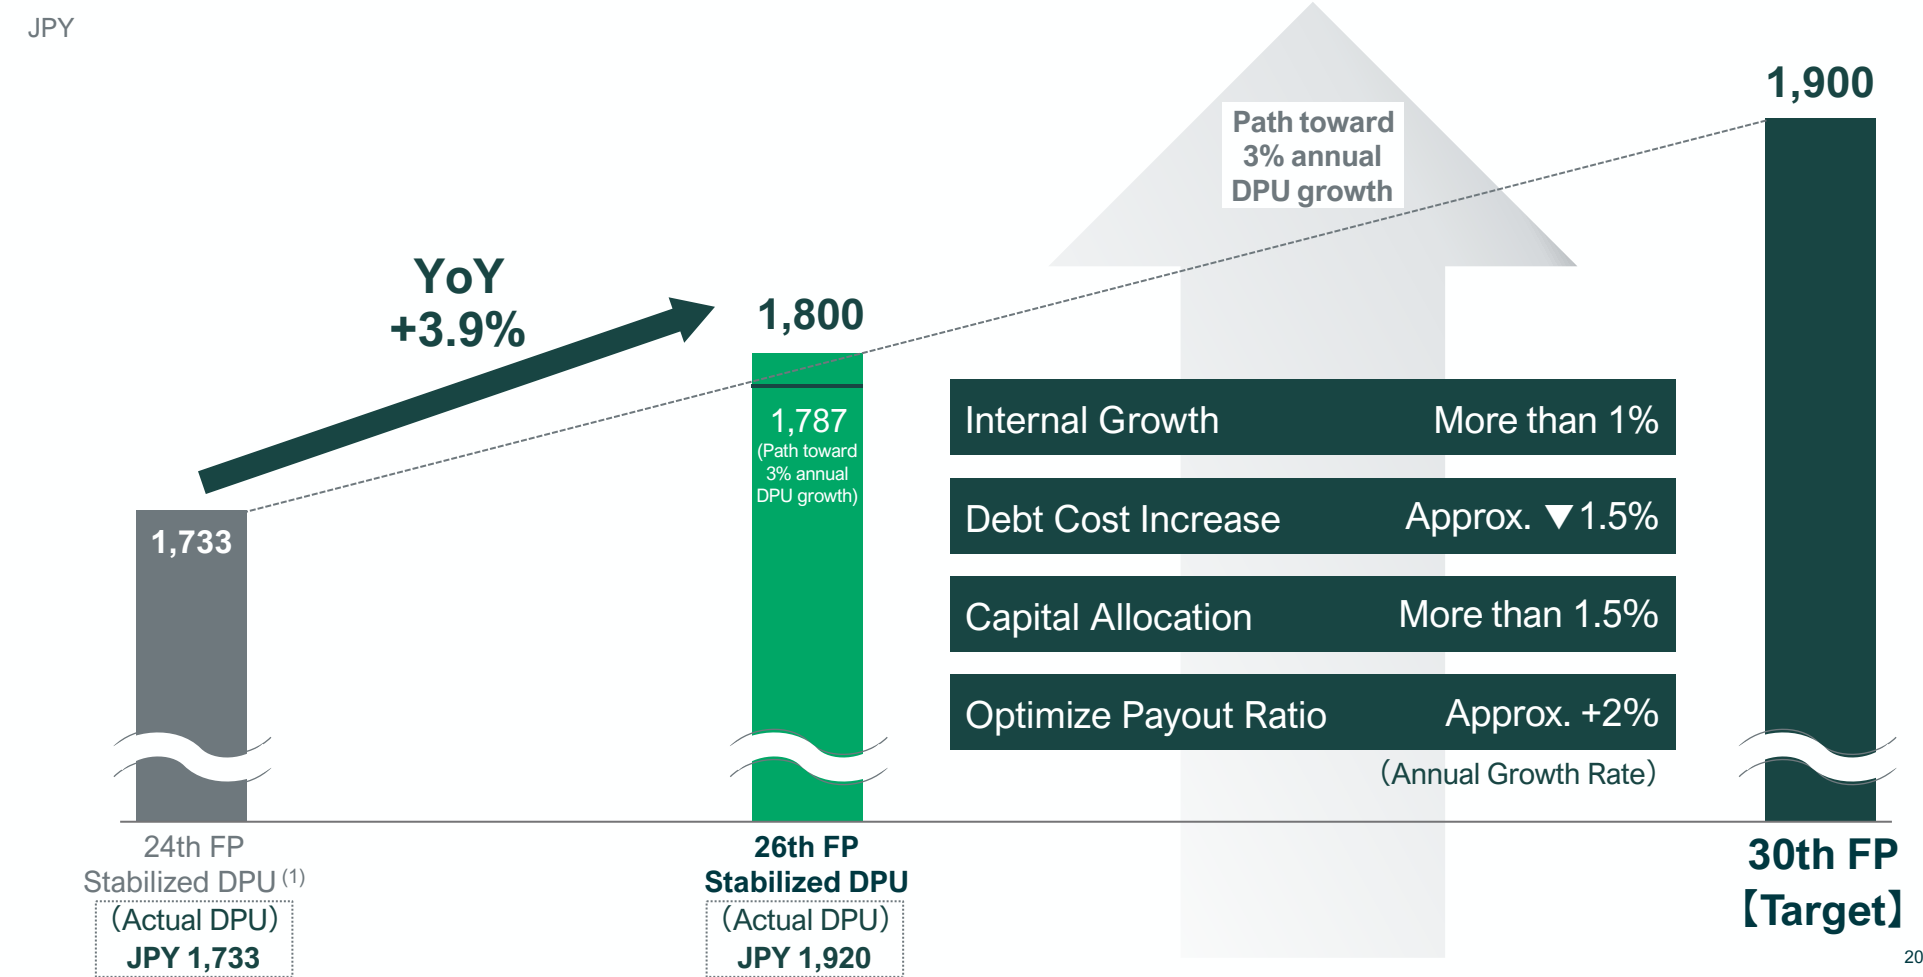 JPY
1,900
Path toward
3% annual
DPU growth
YoY
+3.9%
1,800
1,787
(Path toward
3% annual
DPU growth)
Internal Growth More than 1%
Debt Cost Increase Approx. ▼1.5%
Capital Allocation More than 1.5%
Optimize Payout Ratio Approx. +2%
（Annual Growth Rate）
1,733
24th FP
Stabilized DPU (1)
（Actual DPU）
JPY 1,733
26th FP
Stabilized DPU
（Actual DPU）
JPY 1,920
30th FP
【Target】
20